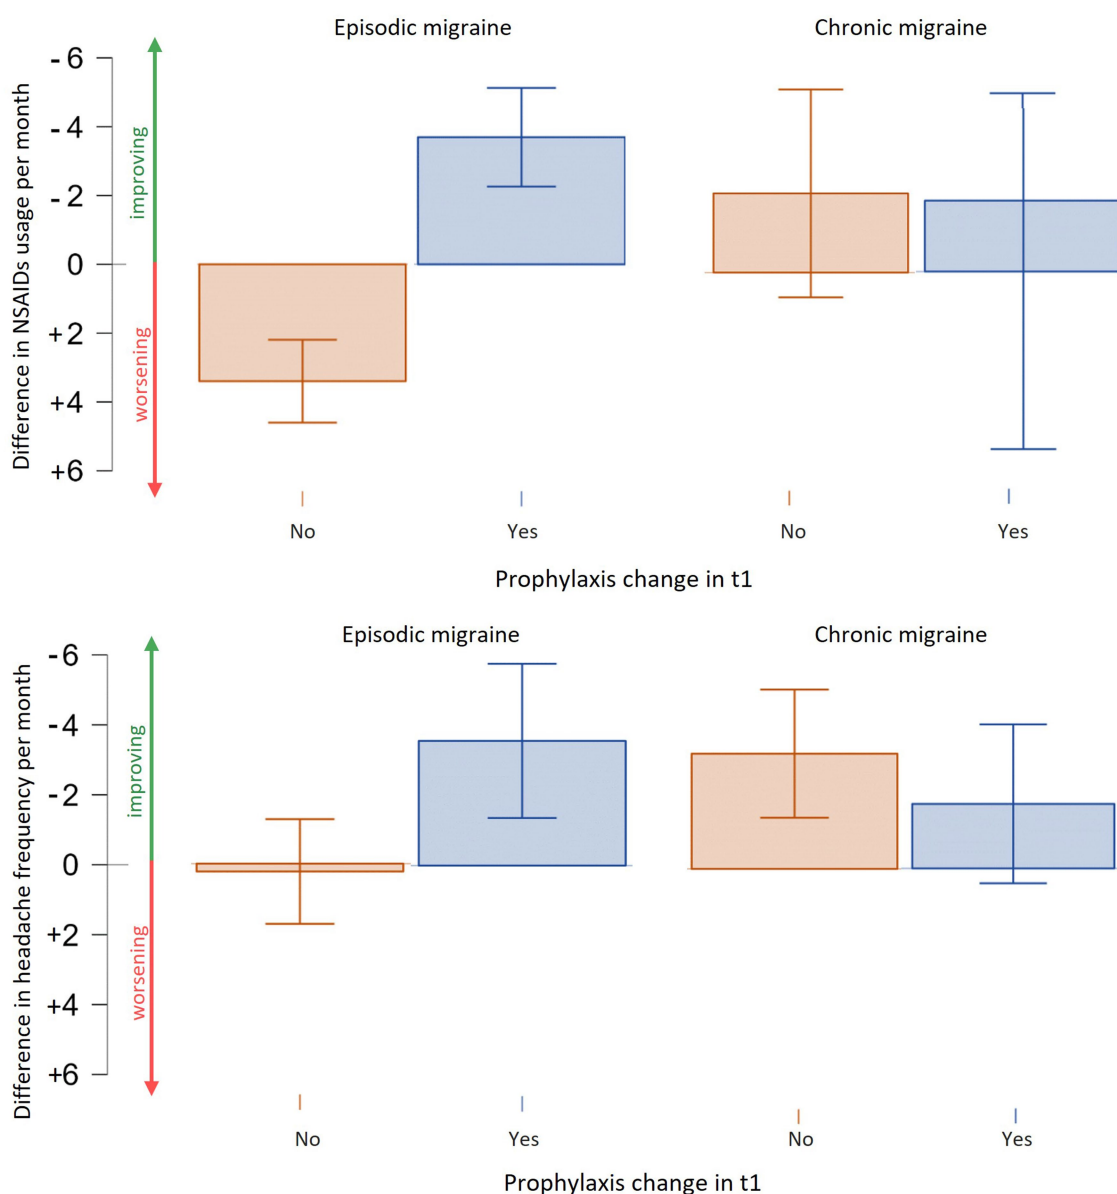 Episodic migraine
Chronic migraine
Difference in NSAIDs usage per month
improving
worsening
- 6
- 4
- 2
0
+ 2
+4
+6
No
Yes
No
Yes
Prophylaxis change in t1
Episodic migraine
Chronic migraine
Difference in headache frequency per month
improving
worsening
-6
-4
-2
0
+2
+4
+6
No
Yes
No
Yes
Prophylaxis change in t1